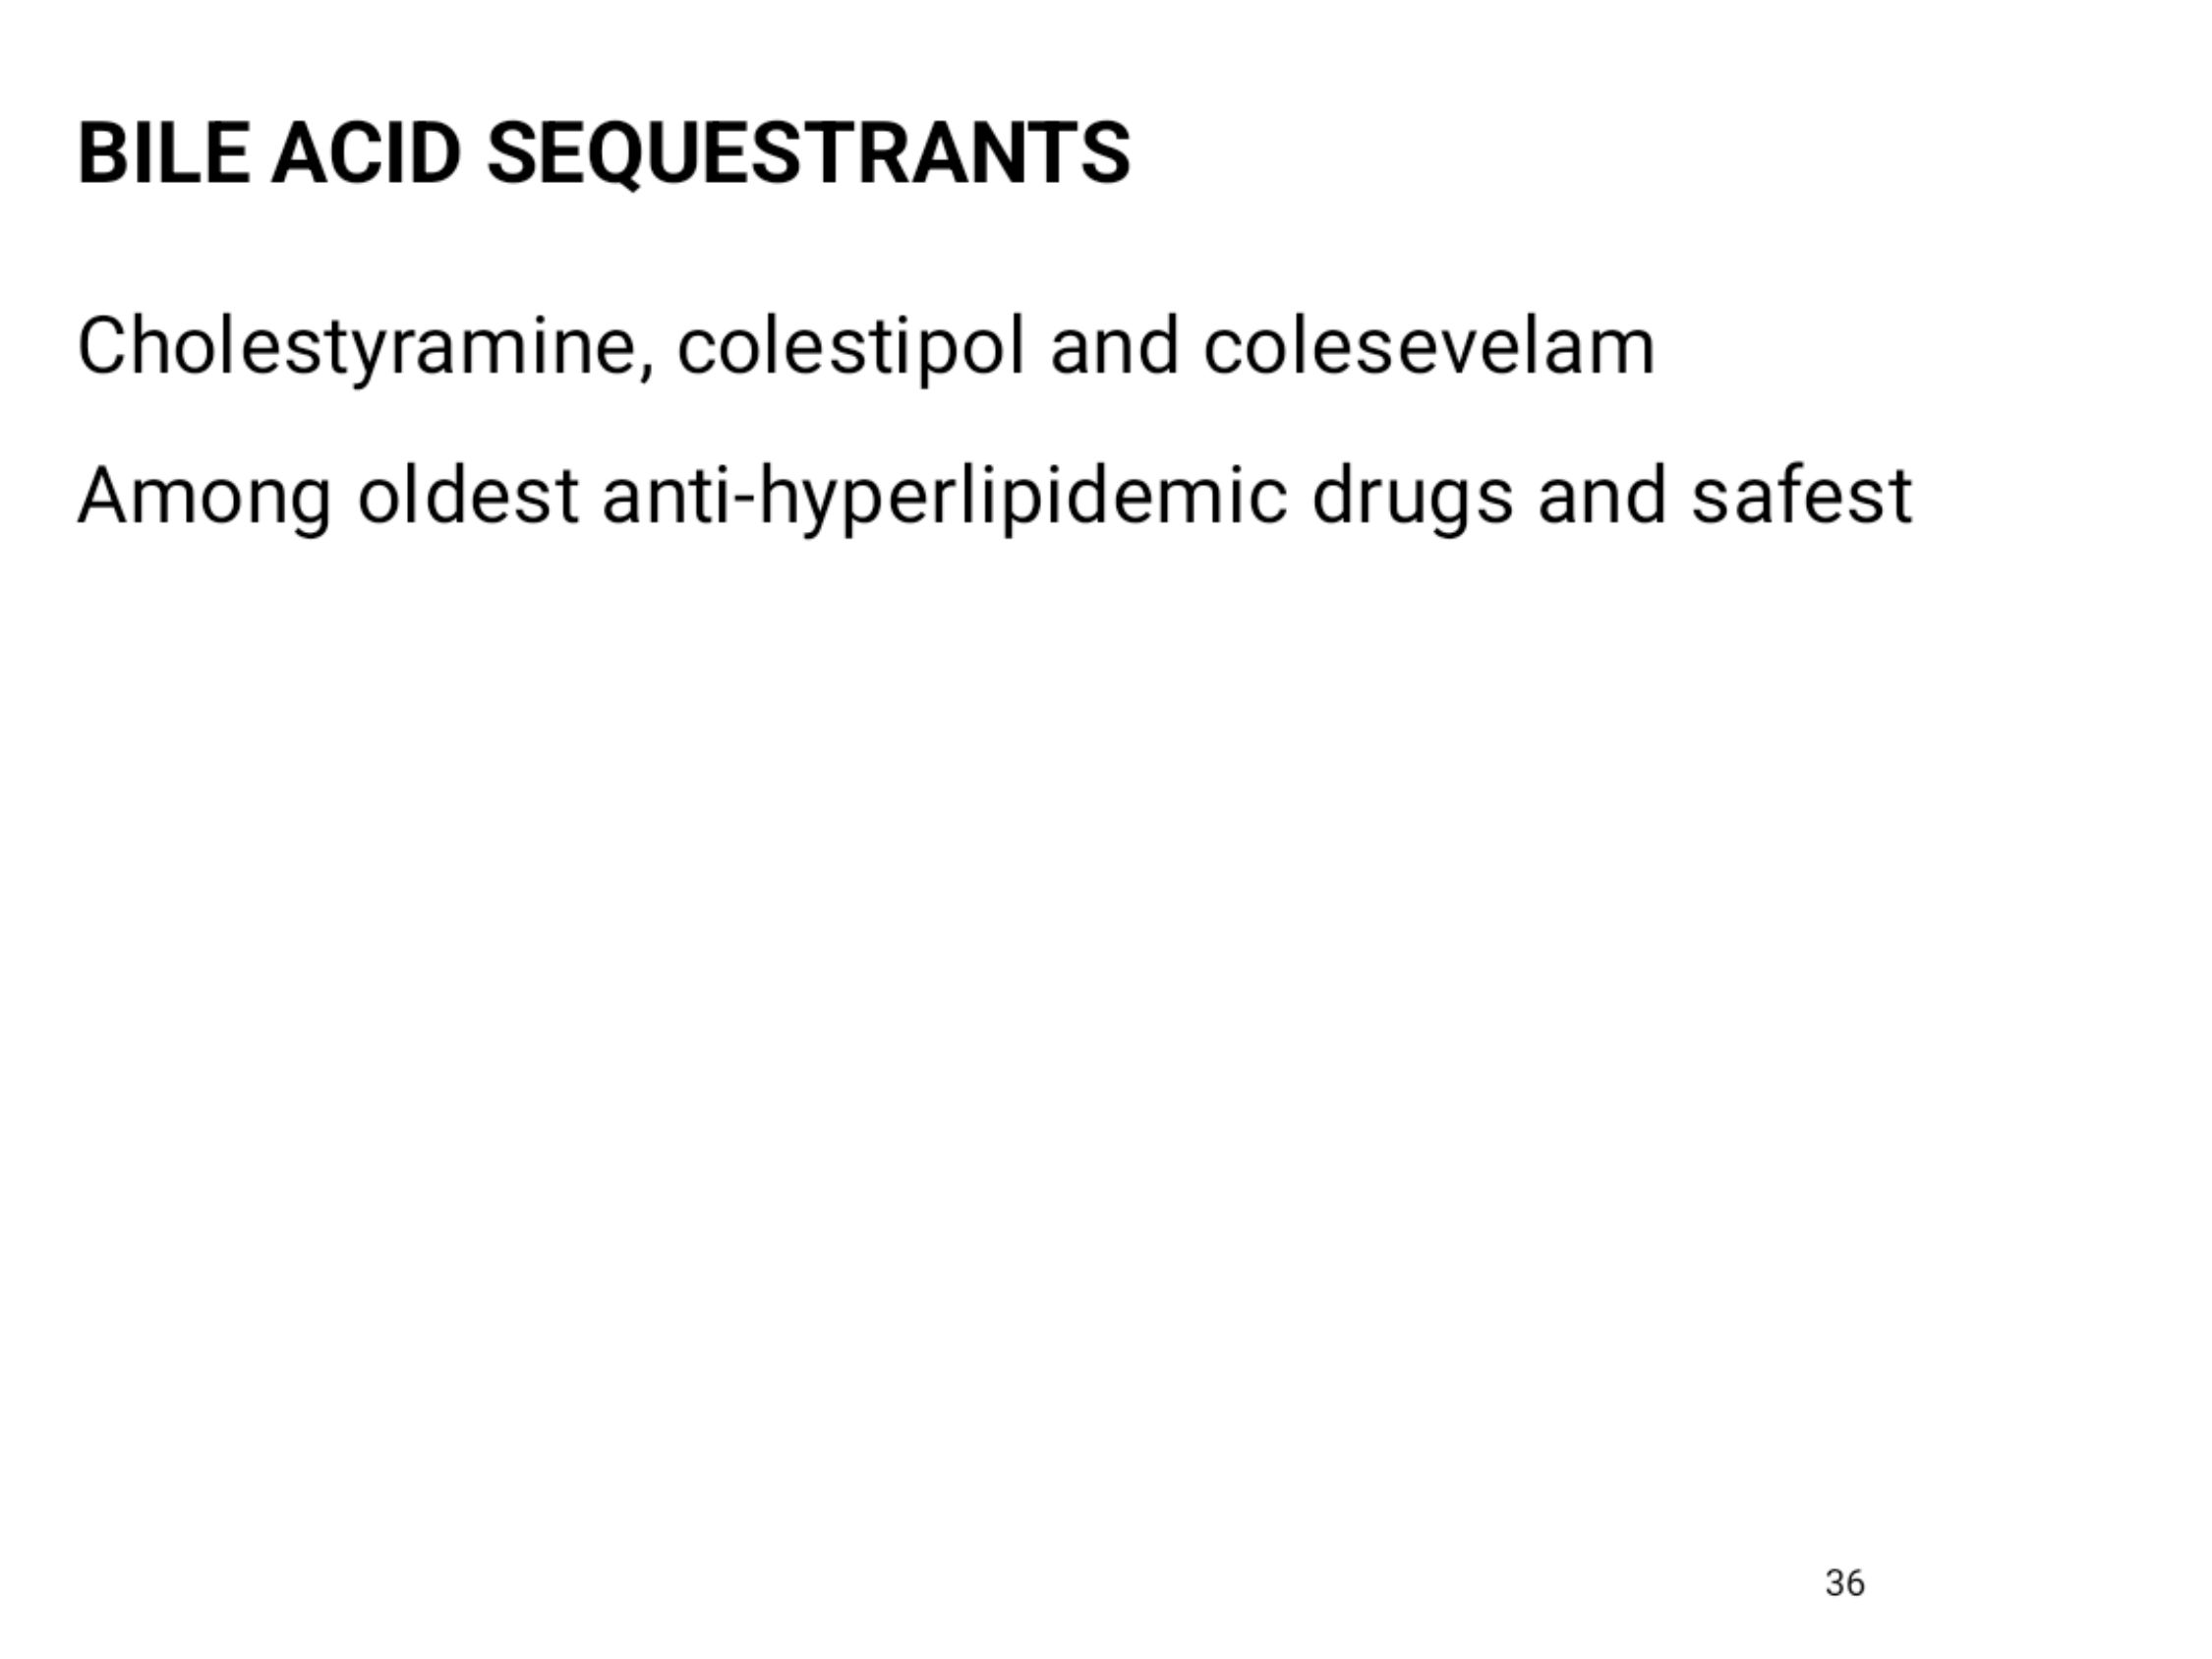 BILE ACID SEQUESTRANTS
Cholestyramine, colestipol and colesevelam
Among oldest anti-hyperlipidemic drugs and safest
36